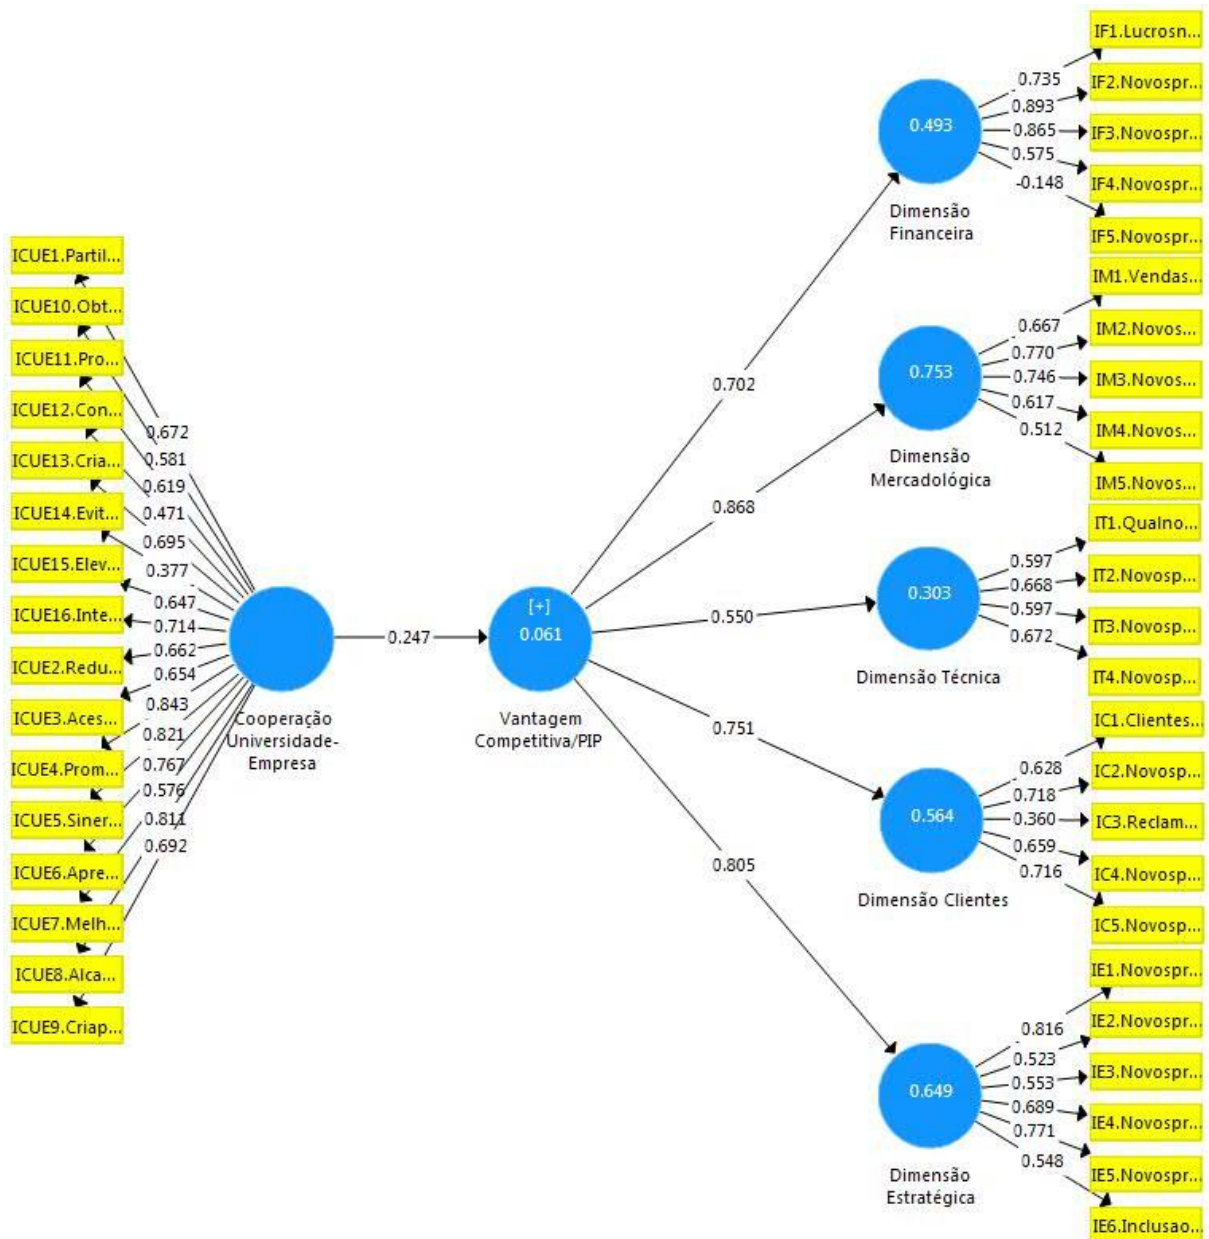 ICUE1.Partil...
ICUE10.Obt...
ICUE11.Pro...
ICUE12.Con...
ICUE13.Cria...
ICUE14.Evit...
ICUE15.Elev...
ICUE16.Inte...
ICUE2.Redu...
ICUE3.Aces...
ICUE4.Prom...
ICUE5.Siner...
ICUE6.Apre...
ICUE7.Melh...
ICUE8.Alca...
ICUE9.Criap...
0.672
0.581
0.619
0.471
0.695
0.377
0.647
0.714
0.662
0.654
0.843
0.821
0.767
0.576
0.811
0.692
Cooperação
Universidade-
Empresa
0.247
[+]
0.061
Vantagem
Competitiva/PIP
0.702
0.868
0.550
0.751
0.805
0.493
Dimensão
Financeira
0.735
0.893
0.865
0.575
-0.148
IF1.Lucrosn...
IF2.Novospr...
IF3.Novospr...
IF4.Novospr...
IF5.Novospr...
0.753
Dimensão
Mercadológica
0.667
0.770
0.746
0.617
0.512
IM1.Vendas...
IM2.Novos...
IM3.Novos...
IM4.Novos...
IM5.Novos...
0.303
Dimensão Técnica
0.597
0.668
0.597
0.672
IT1.Qualno...
IT2.Novosp...
IT3.Novosp...
IT4.Novosp...
0.564
Dimensão Clientes
0.628
0.718
0.360
0.659
0.716
IC1.Clientes...
IC2.Novosp...
IC3.Reclam...
IC4.Novosp...
IC5.Novosp...
0.649
Dimensão
Estratégica
0.816
0.523
0.553
0.689
0.771
0.548
IE1.Novospr...
IE2.Novospr...
IE3.Novospr...
IE4.Novospr...
IE5.Novospr...
IE6.Inclusao...